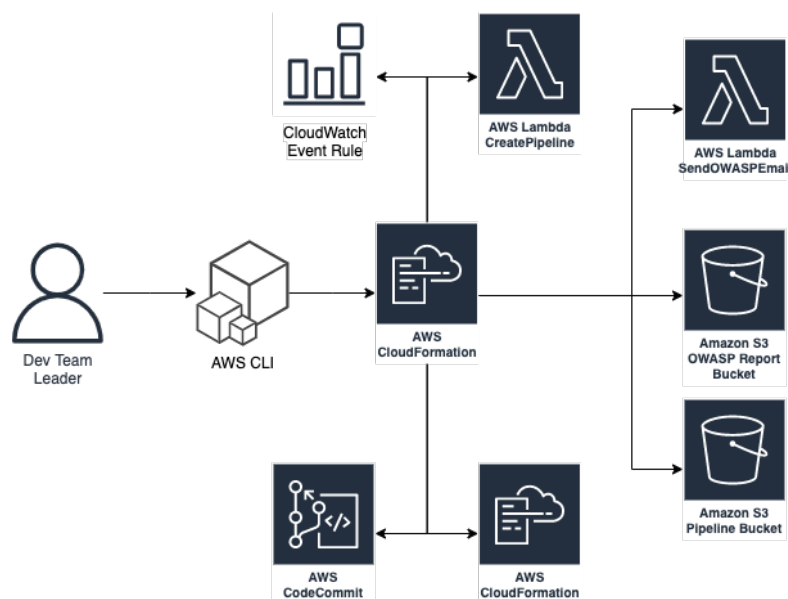 CloudWatch
Event Rule
AWS Lambda
CreatePipeline
AWS Lambda
SendOWASPEmai
Dev Team
Leader
AWS CLI
AWS
CloudFormation
Amazon S3
OWASP Report
Bucket
Amazon S3
Pipeline Bucket
</>
AWS
CodeCommit
AWS
CloudFormation